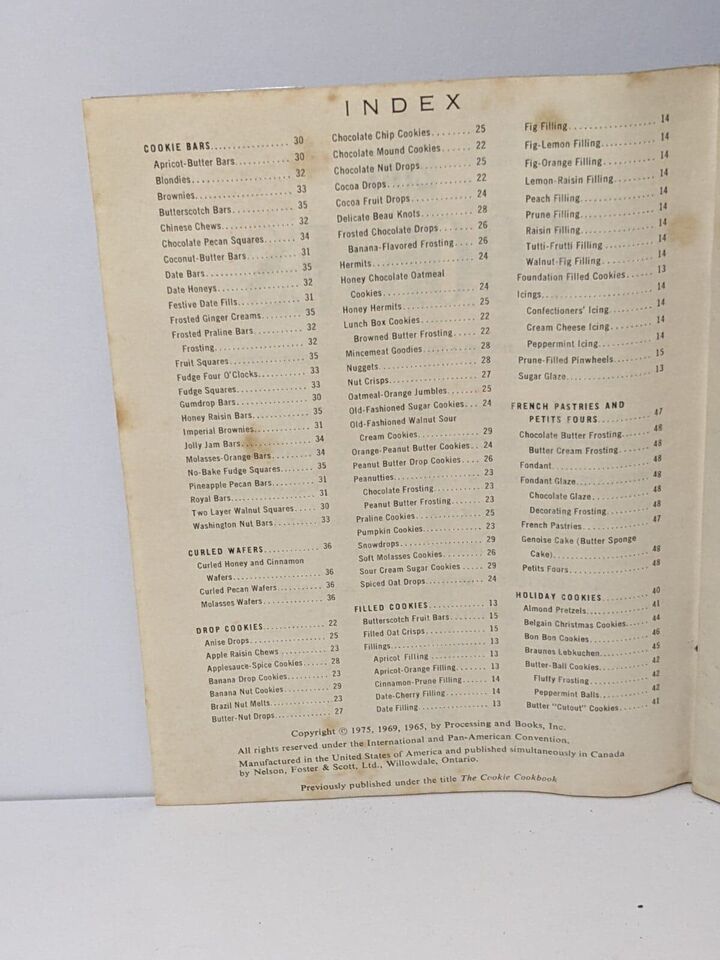 INDEX
COOKIE BARS.................. 30
Apricot-Butter Bars............ 30
Blondies..................... 32
Brownies..................... 33
Butterscotch Bars............. 35
Chinese Chews............... 32
Chocolate Pecan Squares....... 34
Coconut-Butter Bars........... 31
Date Bars.................... 35
Date Honeys................. 32
Festive Date Fills.............. 31
Frosted Ginger Creams......... 35
Frosted Praline Bars........... 32
Frosting.................... 32
Fruit Squares................. 35
Fudge Four O'Clocks........... 33
Fudge Squares................ 33
Gumdrop Bars................ 30
Honey Raisin Bars............. 35
Imperial Brownies............. 31
Jolly Jam Bars................ 34
Molasses-Orange Bars.......... 34
No-Bake Fudge Squares........ 35
Pineapple Pecan Bars.......... 31
Royal Bars................... 31
Two Layer Walnut Squares...... 30
Washington Nut Bars.......... 33
CURLED WAFERS.............. 36
Curled Honey and Cinnamon
Wafers.................... 36
Curled Pecan Wafers........... 36
Molasses Wafers.............. 36
DROP COOKIES............... 22
Anise Drops.................. 25
Apple Raisin Chews ........... 23
Applesauce-Spice Cookies...... 28
Banana Drop Cookies.......... 23
Banana Nut Cookies........... 29
Brazil Nut Melts............... 23
Butter-Nut Drops.............. 27
Chocolate Chip Cookies........ 25
Chocolate Mound Cookies...... 22
Chocolate Nut Drops........... 25
Cocoa Drops................. 22
Cocoa Fruit Drops............. 24
Delicate Beau Knots........... 28
Frosted Chocolate Drops....... 26
Banana-Flavored Frosting.... 26
Hermits..................... 24
Honey Chocolate Oatmeal
Cookies................... 24
Honey Hermits............... 25
Lunch Box Cookies............ 22
Browned Butter Frosting...... 22
Mincemeat Goodies........... 28
Nuggets..................... 28
Nut Crisps................... 27
Oatmeal-Orange Jumbles....... 25
Old-Fashioned Sugar Cookies... 24
Old-Fashioned Walnut Sour
Cream Cookies............. 29
Orange-Peanut Butter Cookies.. 24
Peanut Butter Drop Cookies.... 26
Peanutties................... 23
Chocolate Frosting........... 23
Peanut Butter Frosting....... 23
Praline Cookies............... 25
Pumpkin Cookies............. 23
Snowdrops................... 29
Soft Molasses Cookies......... 26
Sour Cream Sugar Cookies..... 29
Spiced Oat Drops............. 24
FILLED COOKIES.............. 13
Butterscotch Fruit Bars........ 15
Filled Oat Crisps.............. 15
Fillings...................... 13
Apricot Filling .............. 13
Apricot-Orange Filling........ 13
Cinnamon-Prune Filling...... 14
Date-Cherry Filling.......... 14
Date Filling................. 13
Fig Filling................... 14
Fig-Lemon Filling............ 14
Fig-Orange Filling........... 14
Lemon-Raisin Filling......... 14
Peach Filling................ 14
Prune Filling................ 14
Raisin Filling................ 14
Tutti-Frutti Filling ........... 14
Walnut-Fig Filling........... 14
Foundation Filled Cookies...... 13
Icings....................... 14
Confectioners' Icing.......... 14
Cream Cheese Icing.......... 14
Peppermint Icing............ 14
Prune-Filled Pinwheels......... 15
Sugar Glaze.................. 13
FRENCH PASTRIES AND
PETITS FOURS............. 47
Chocolate Butter Frosting...... 48
Butter Cream Frosting........ 48
Fondant..................... 48
Fondant Glaze................ 48
Chocolate Glaze............. 48
Decorating Frosting.......... 48
French Pastries............... 47
Genoise Cake (Butter Sponge
Cake)..................... 48
Petits Fours.................. 48
HOLIDAY COOKIES............ 40
Almond Pretzels.............. 41
Belgain Christmas Cookies..... 44
Bon Bon Cookies............. 46
Braunes Lebkuchen........... 45
Butter-Ball Cookies............ 42
Fluffy Frosting............... 42
Peppermint Balls............ 42
Butter "Cutout" Cookies....... 41
Copyright © 1975, 1969, 1965, by Processing and Books, Inc.
All rights reserved under the International and Pan-American Convention.
Manufactured in the United States of America and published simultaneously in Canada
by Nelson, Foster & Scott, Ltd., Willowdale, Ontario.
Previously published under the title The Cookie Cookbook